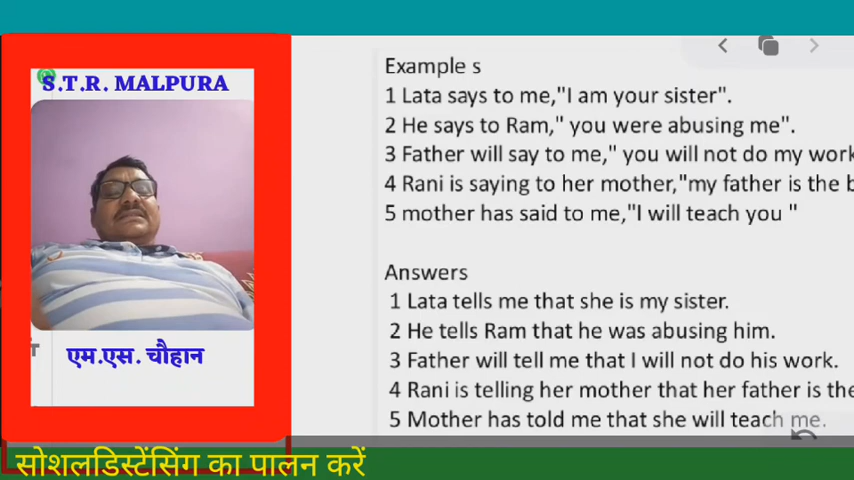 S.T.R. MALPURA
एम.एस. चौहान
Example s
1 Lata says to me,"I am your sister".
2 He says to Ram," you were abusing me".
3 Father will say to me," you will not do my work
4 Rani is saying to her mother,"my father is the
5 mother has said to me,"I will teach you "
Answers
1 Lata tells me that she is my sister.
2 He tells Ram that he was abusing him.
3 Father will tell me that I will not do his work.
4 Rani is telling her mother that her father is the
5 Mother has told me that she will teach me.
सोशलडिस्टेंसिंग का पालन करें